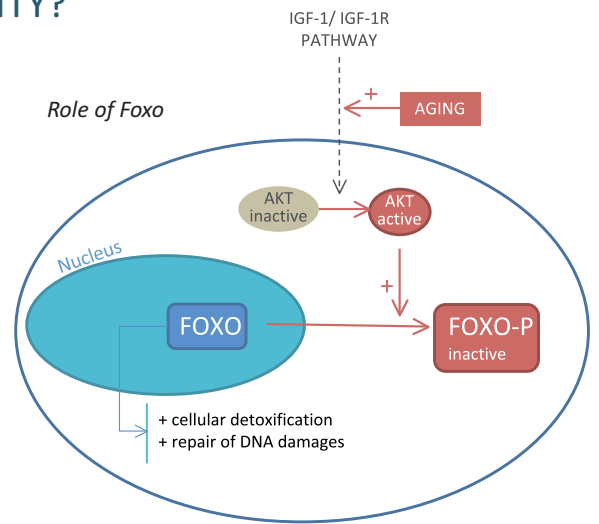 IGF-1/ IGF-1R
PATHWAY
Role of Foxo
+
AGING
AKT
inactive
AKT
active
Nucleus
+
FOXO
FOXO-P
inactive
+ cellular detoxification
+ repair of DNA damages